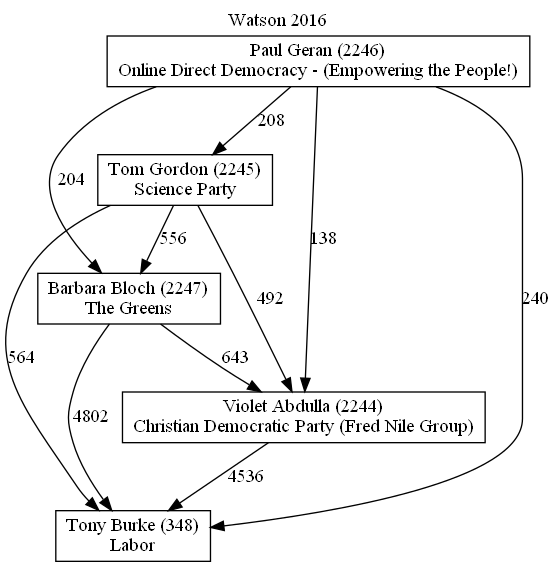 Watson 2016
Paul Geran (2246)
Online Direct Democracy - (Empowering the People!)
208
Tom Gordon (2245)
Science Party
204
556
138
Barbara Bloch (2247)
The Greens
492
240
564
643
Violet Abdulla (2244)
Christian Democratic Party (Fred Nile Group)
4802
4536
Tony Burke (348)
Labor